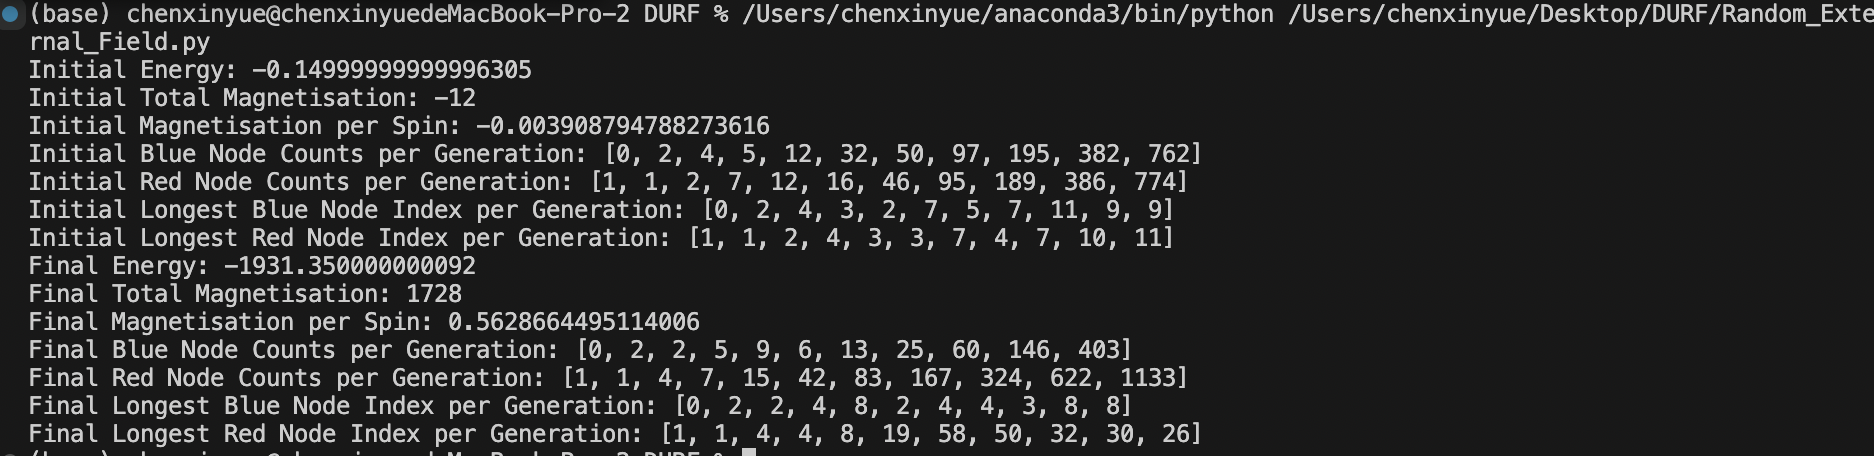 (base) chenxinyue@chenxinyuedeMacBook-Pro-2 DURF % /Users/chenxinyue/anaconda3/bin/python /Users/chenxinyue/Desktop/DURF/Random_Exte
rnal_Field.py
Initial Energy: -0.14999999999996305
Initial Total Magnetisation: -12
Initial Magnetisation per Spin: -0.003908794788273616
Initial Blue Node Counts per Generation: [0, 2, 4, 5, 12, 32, 50, 97, 195, 382, 762]
Initial Red Node Counts per Generation: [1, 1, 2, 7, 12, 16, 46, 95, 189, 386, 774]
Initial Longest Blue Node Index per Generation: [0, 2, 4, 3, 2, 7, 5, 7, 11, 9, 9]
Initial Longest Red Node Index per Generation: [1, 1, 2, 4, 3, 3, 7, 4, 7, 10, 11]
Final Energy: -1931.350000000092
Final Total Magnetisation: 1728
Final Magnetisation per Spin: 0.5628664495114006
Final Blue Node Counts per Generation: [0, 2, 2, 5, 9, 6, 13, 25, 60, 146, 403]
Final Red Node Counts per Generation: [1, 1, 4, 7, 15, 42, 83, 167, 324, 622, 1133]
Final Longest Blue Node Index per Generation: [0, 2, 2, 4, 8, 2, 4, 4, 3, 8, 8]
Final Longest Red Node Index per Generation: [1, 1, 4, 4, 8, 19, 58, 50, 32, 30, 26]
(base) chenxinyue@chenxinyuedeMacBook-Pro-2 DURF %